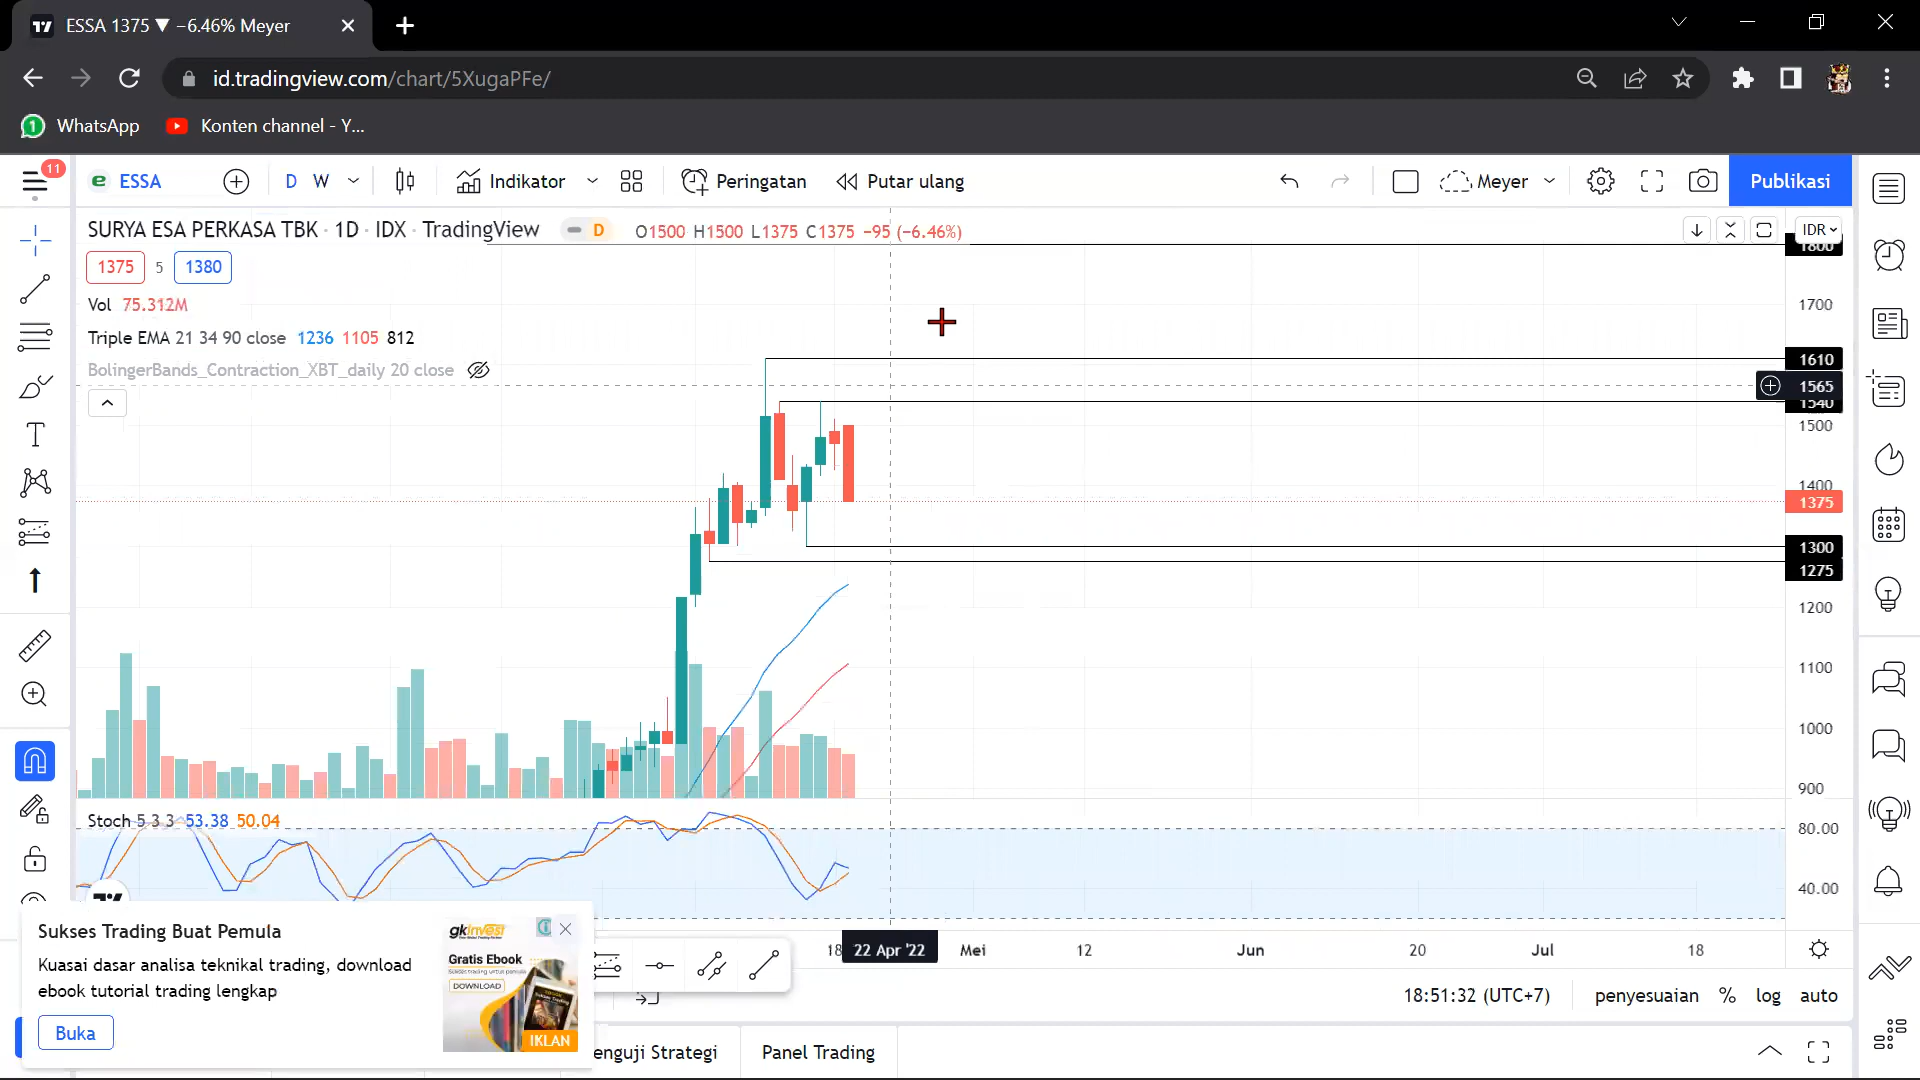 ESSA 1375 ▼ −6.46% Meyer
id.tradingview.com/chart/5XugaPFe/
WhatsApp
Konten channel - Y...
11
ESSA
D W
Indikator
Peringatan
Putar ulang
Meyer
Publikasi
SURYA ESA PERKASA TBK · 1D · IDX · TradingView
D
O1500 H1500 L1375 C1375 −95 (−6.46%)
IDR
1375 5 1380
Vol 75.312M
Triple EMA 21 34 90 close 1236 1105 812
BolingerBands_Contraction_XBT_daily 20 close
1800
1700
1610
1565
1540
1500
1400
1375
1300
1275
1200
1100
1000
900
Stoch 5 3 3 53.38 50.04
80.00
40.00
18 22 Apr '22 Mei 12 Jun 20 Jul 18
Sukses Trading Buat Pemula
Kuasai dasar analisa teknikal trading, download
ebook tutorial trading lengkap
Buka
gkinvest
Gratis Ebook
DOWNLOAD
IKLAN
18:51:32 (UTC+7) penyesuaian % log auto
enguji Strategi
Panel Trading